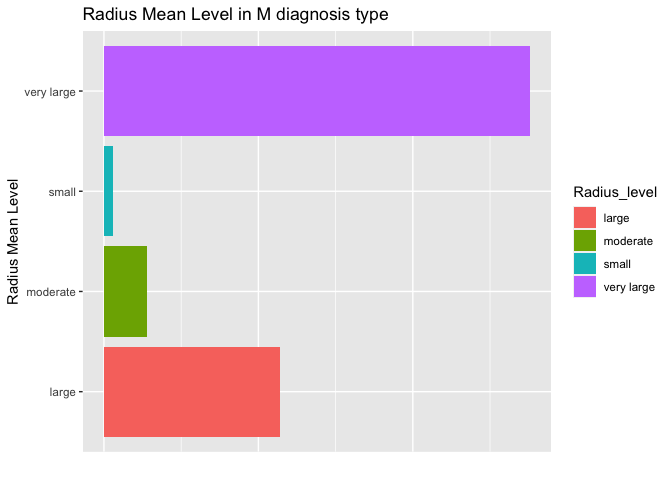 Radius Mean Level in M diagnosis type
very large
small
moderate
large
Radius Mean Level
Radius_level
large
moderate
small
very large